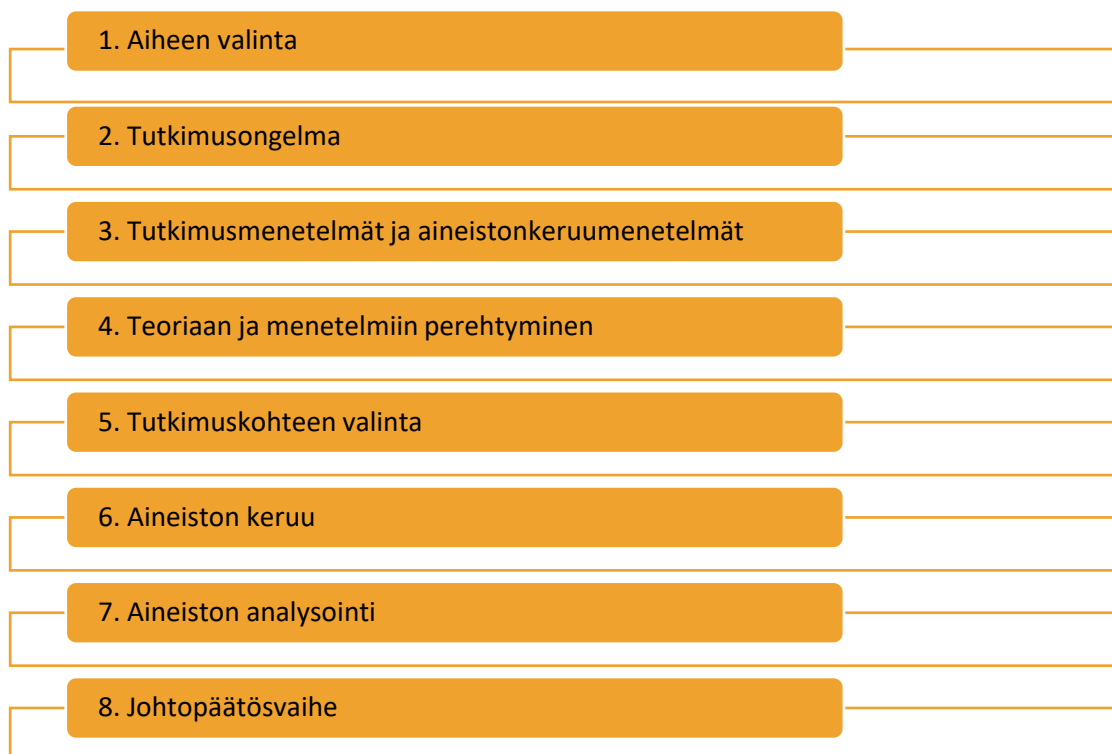 1. Aiheen valinta
2. Tutkimusongelma
3. Tutkimusmenetelmät ja aineistonkeruumenetelmät
4. Teoriaan ja menetelmiin perehtyminen
5. Tutkimuskohteen valinta
6. Aineiston keruu
7. Aineiston analysointi
8. Johtopäätösvaihe